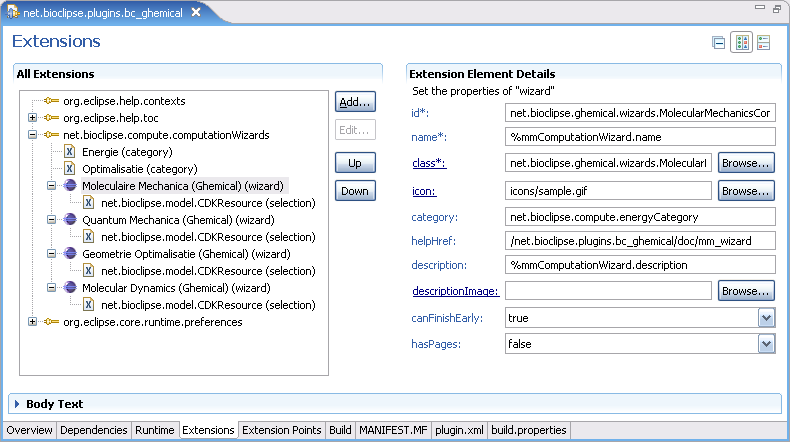 net.bioclipse.plugins.bc_ghemical
Extensions
All Extensions
org.eclipse.help.contexts
org.eclipse.help.toc
net.bioclipse.compute.computationWizards
Energie (category)
Optimalisatie (category)
Moleculaire Mechanica (Ghemical) (wizard)
net.bioclipse.model.CDKResource (selection)
Quantum Mechanica (Ghemical) (wizard)
net.bioclipse.model.CDKResource (selection)
Geometrie Optimalisatie (Ghemical) (wizard)
net.bioclipse.model.CDKResource (selection)
Molecular Dynamics (Ghemical) (wizard)
net.bioclipse.model.CDKResource (selection)
org.eclipse.core.runtime.preferences
Add...
Edit...
Up
Down
Extension Element Details
Set the properties of "wizard"
id*: net.bioclipse.ghemical.wizards.MolecularMechanicsCor
name*: %mmComputationWizard.name
class*: net.bioclipse.ghemical.wizards.Molecular Browse...
icon: icons/sample.gif Browse...
category: net.bioclipse.compute.energyCategory
helpHref: /net.bioclipse.plugins.bc_ghemical/doc/mm_wizard
description: %mmComputationWizard.description
descriptionImage: Browse...
canFinishEarly: true
hasPages: false
Body Text
Overview Dependencies Runtime Extensions Extension Points Build MANIFEST.MF plugin.xml build.properties